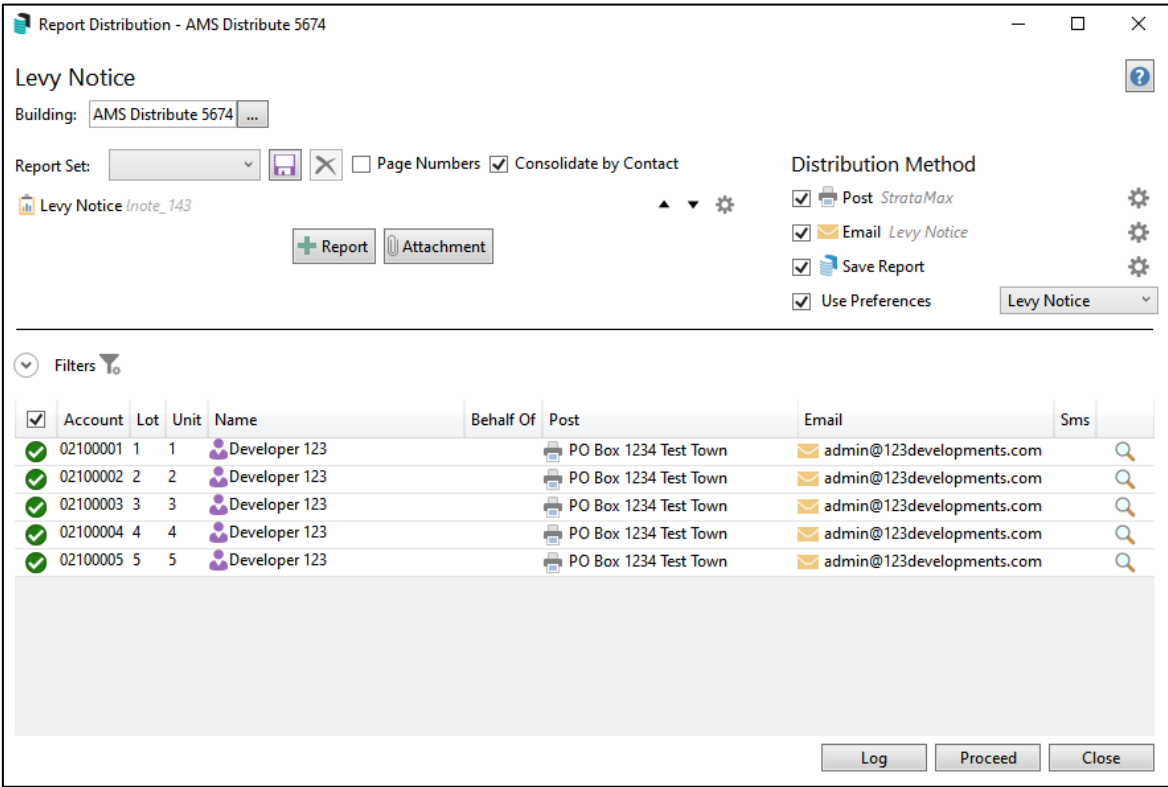 Report Distribution - AMS Distribute 5674
Levy Notice
Building: AMS Distribute 5674 ...
Report Set: Page Numbers Consolidate by Contact
Distribution Method
Levy Notice lnote_143
Post StrataMax
Report Attachment
Email Levy Notice
Save Report
Use Preferences Levy Notice
Filters
Account Lot Unit Name Behalf Of Post Email Sms
02100001 1 1 Developer 123 PO Box 1234 Test Town admin@123developments.com
02100002 2 2 Developer 123 PO Box 1234 Test Town admin@123developments.com
02100003 3 3 Developer 123 PO Box 1234 Test Town admin@123developments.com
02100004 4 4 Developer 123 PO Box 1234 Test Town admin@123developments.com
02100005 5 5 Developer 123 PO Box 1234 Test Town admin@123developments.com
Log Proceed Close